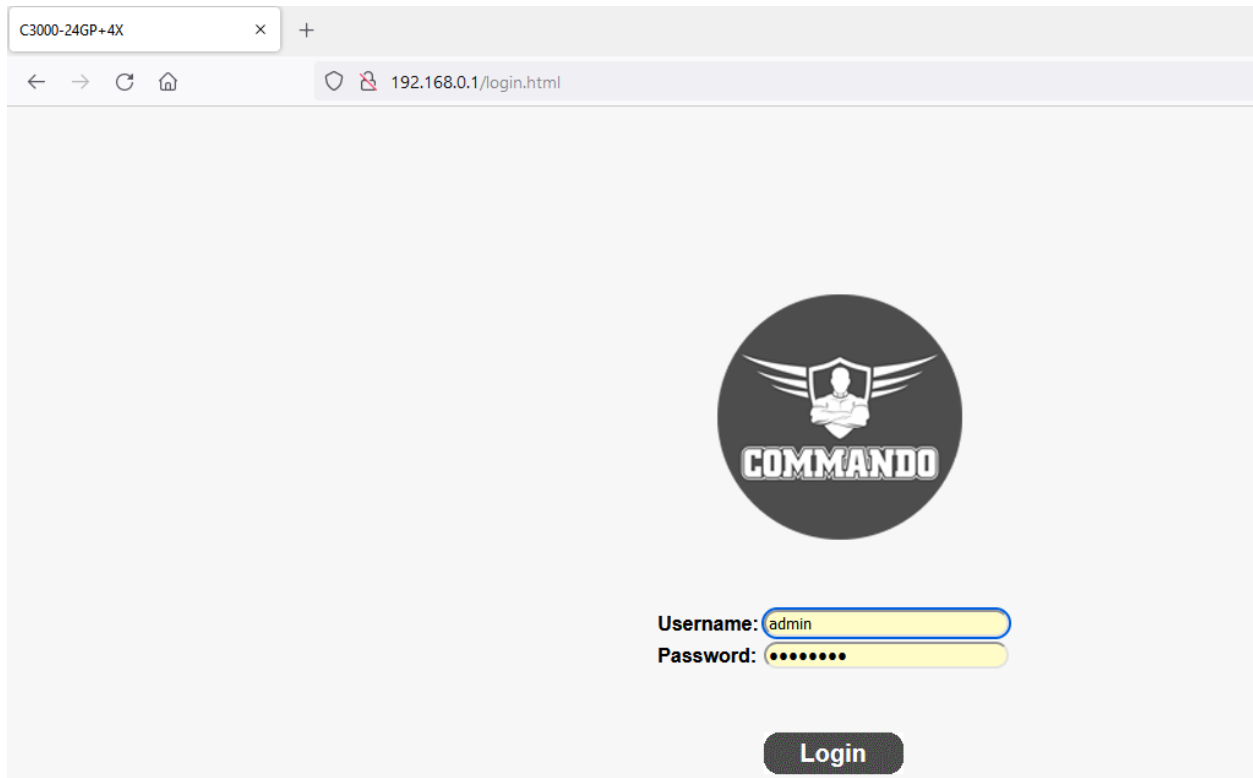 C3000-24GP+4X
192.168.0.1/login.html
COMMANDO
Username: admin
Password: ••••••••
Login